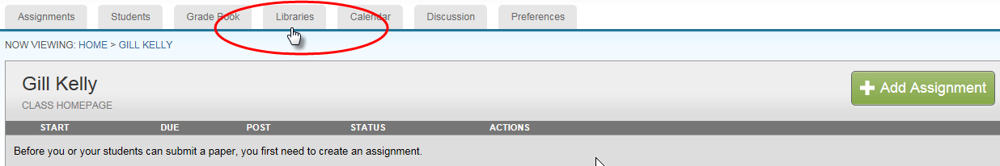 Assignments Students Grade Book Libraries Calendar Discussion Preferences
NOW VIEWING: HOME > GILL KELLY
Gill Kelly
CLASS HOMEPAGE
Add Assignment
START DUE POST STATUS ACTIONS
Before you or your students can submit a paper, you first need to create an assignment.